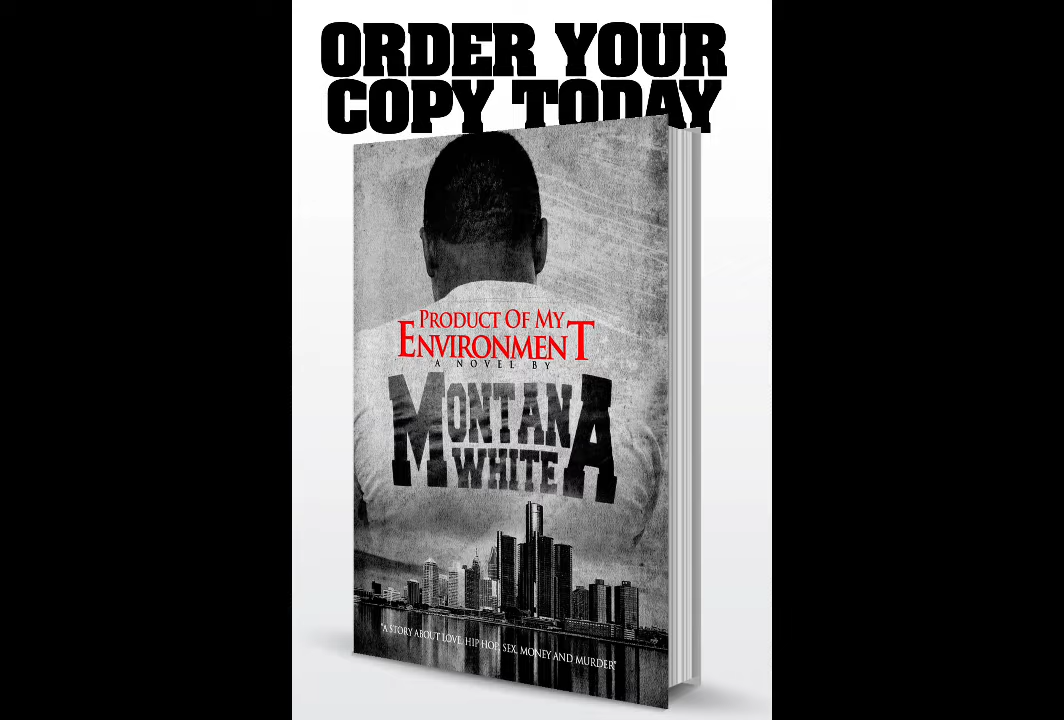 ORDER YOUR
COPY TODAY
PRODUCT OF MY
ENVIRONMENT
A NOVEL BY
MONTANA
WHITE
"A STORY ABOUT LOVE, HIP HOP, SEX, MONEY AND MURDER"